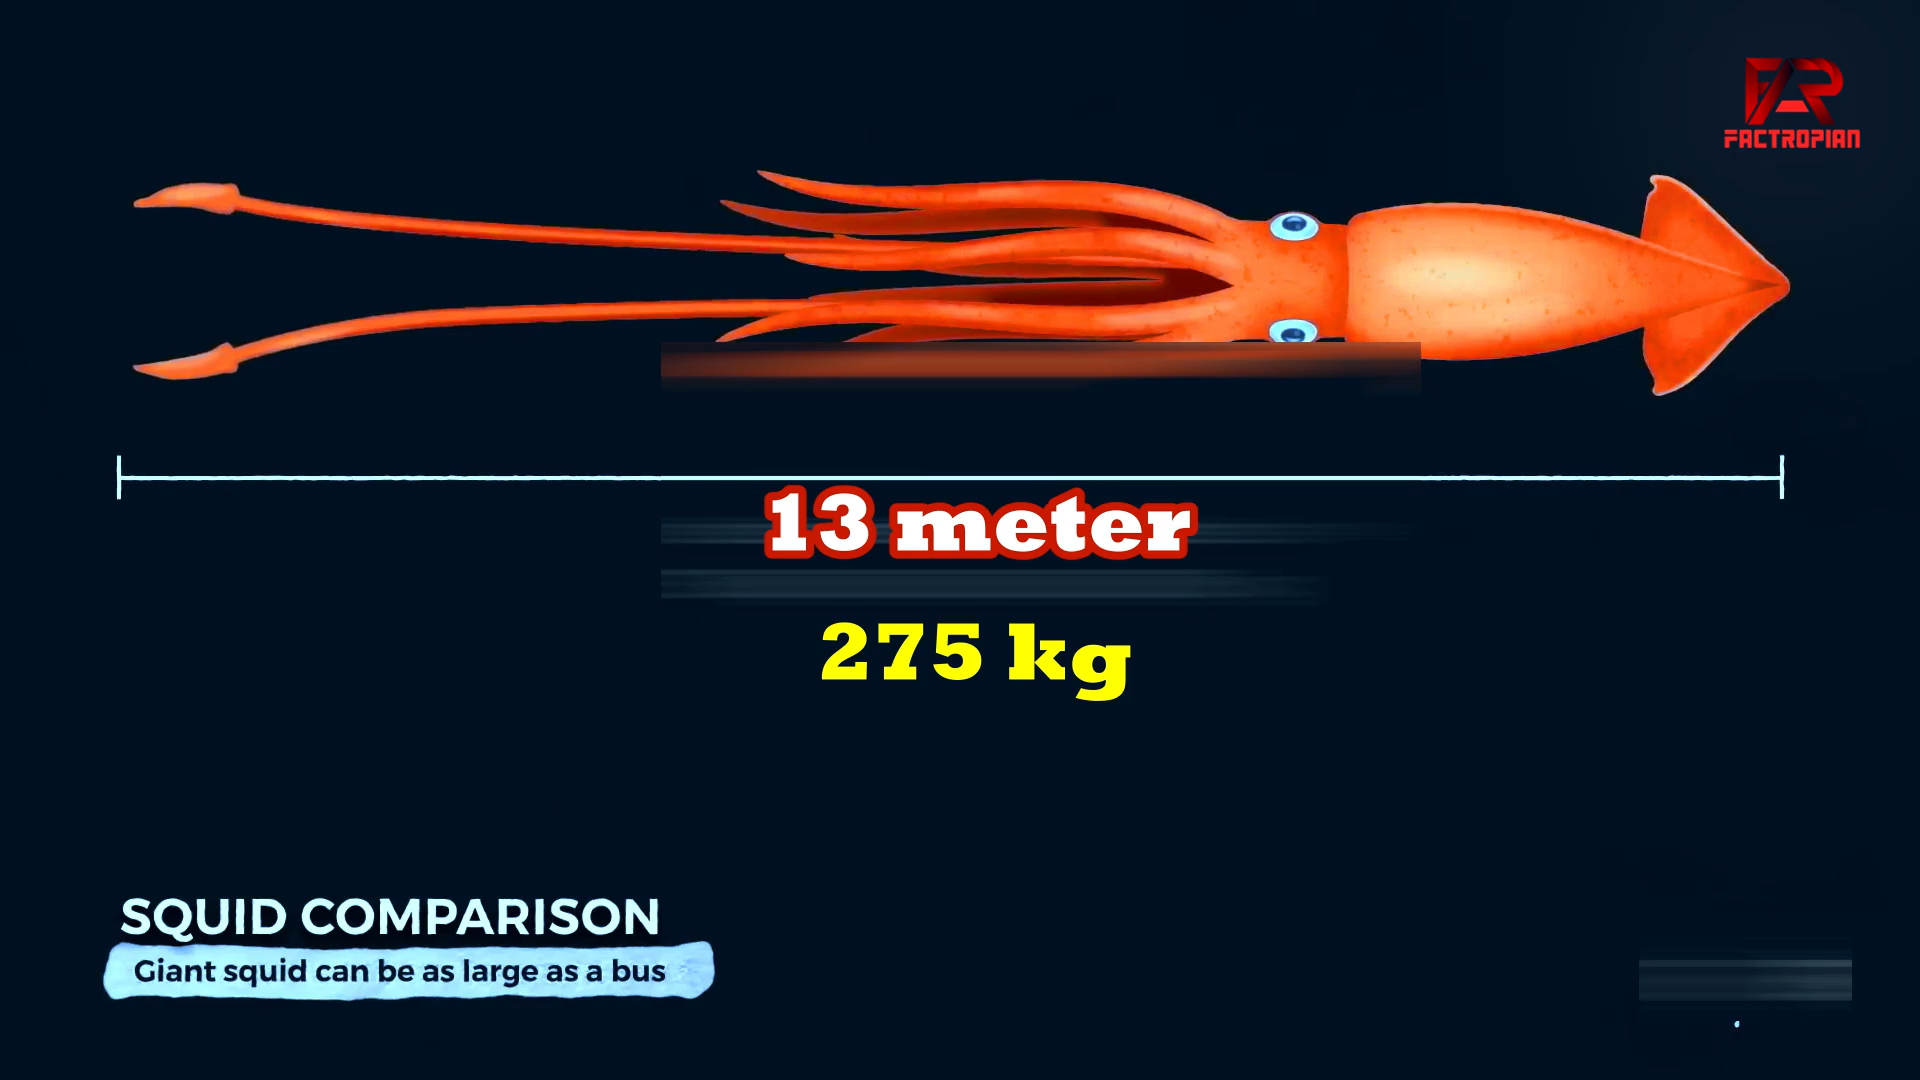 FACTROPIAN
13 meter
275 kg
SQUID COMPARISON
Giant squid can be as large as a bus